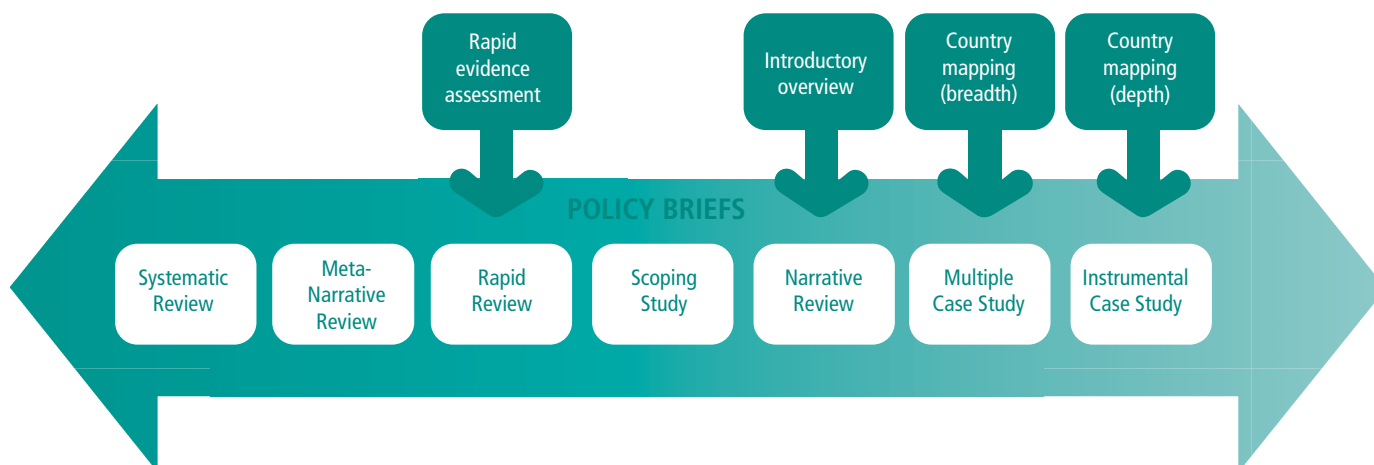 Rapid
evidence
assessment
Introductory
overview
Country
mapping
(breadth)
Country
mapping
(depth)
POLICY BRIEFS
Systematic
Review
Meta-
Narrative
Review
Rapid
Review
Scoping
Study
Narrative
Review
Multiple
Case Study
Instrumental
Case Study